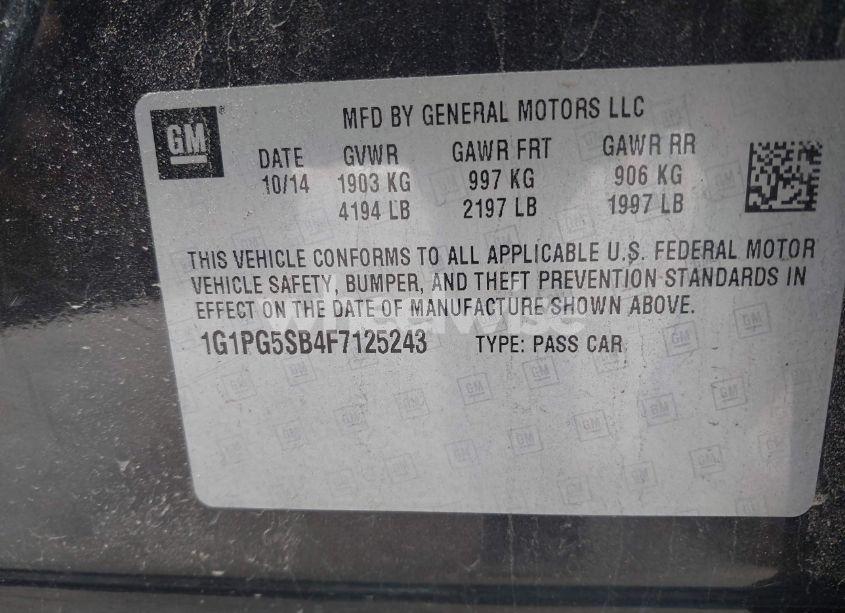 GM
MFD BY GENERAL MOTORS LLC
DATE GVWR GAWR FRT GAWR RR
10/14 1903 KG 997 KG 906 KG
4194 LB 2197 LB 1997 LB
THIS VEHICLE CONFORMS TO ALL APPLICABLE U.S. FEDERAL MOTOR
VEHICLE SAFETY, BUMPER, AND THEFT PREVENTION STANDARDS IN
EFFECT ON THE DATE OF MANUFACTURE SHOWN ABOVE.
1G1PG5SB4F7125243 TYPE: PASS CAR